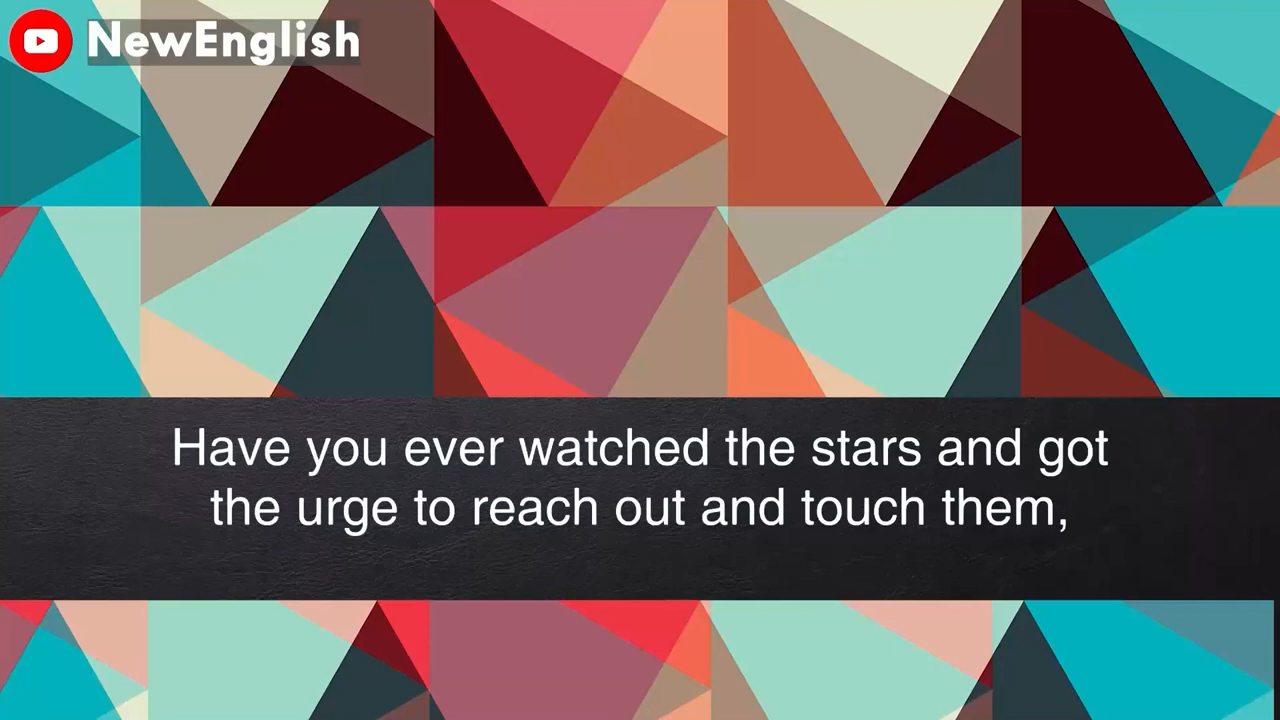 NewEnglish
Have you ever watched the stars and got
the urge to reach out and touch them,